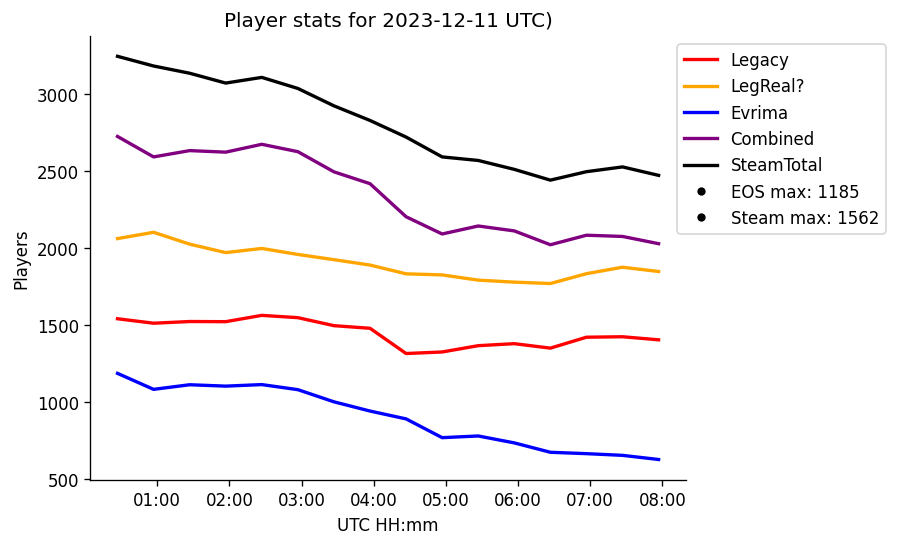 Player stats for 2023-12-11 UTC)
Legacy
LegReal?
Evrima
Combined
SteamTotal
EOS max: 1185
Steam max: 1562
Players
3000
2500
2000
1500
1000
500
01:00 02:00 03:00 04:00 05:00 06:00 07:00 08:00
UTC HH:mm